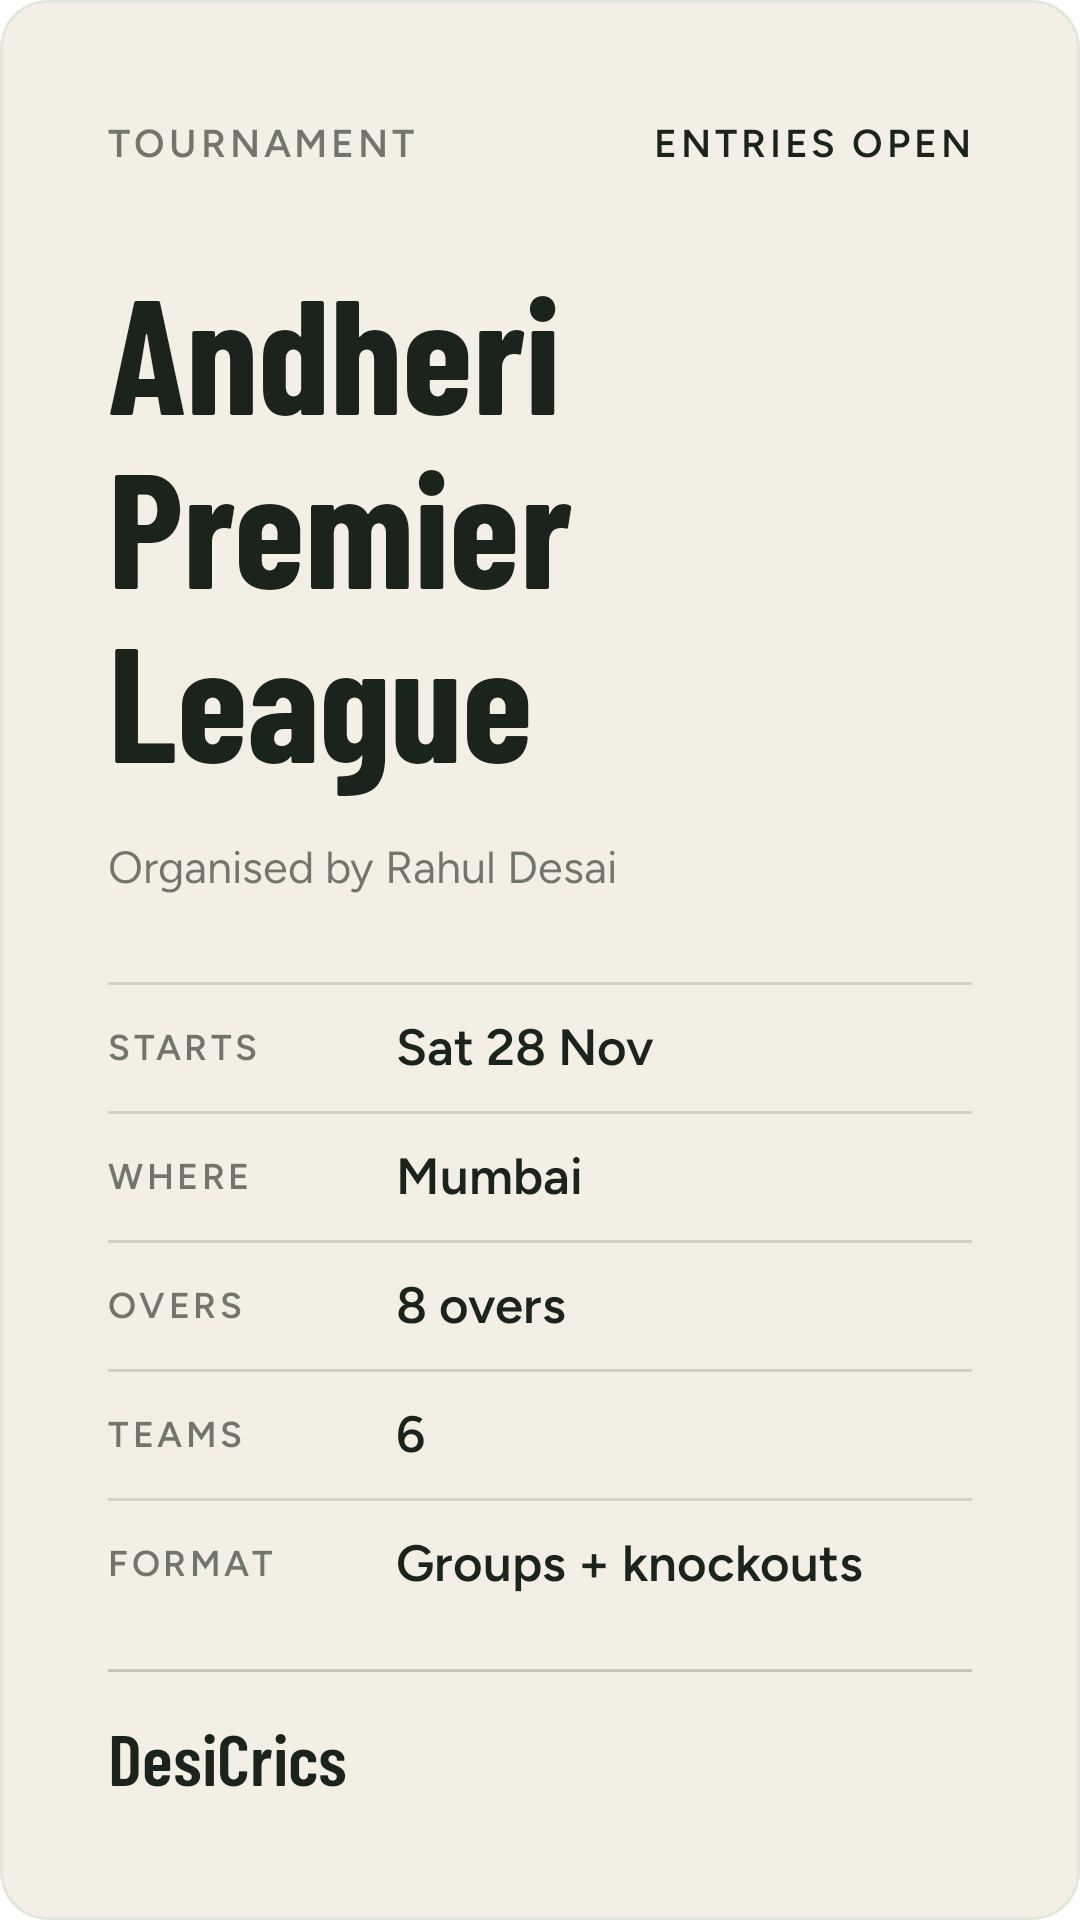 TOURNAMENT ENTRIES OPEN
Andheri
Premier
League
Organised by Rahul Desai
STARTS Sat 28 Nov
WHERE Mumbai
OVERS 8 overs
TEAMS 6
FORMAT Groups + knockouts
DesiCrics